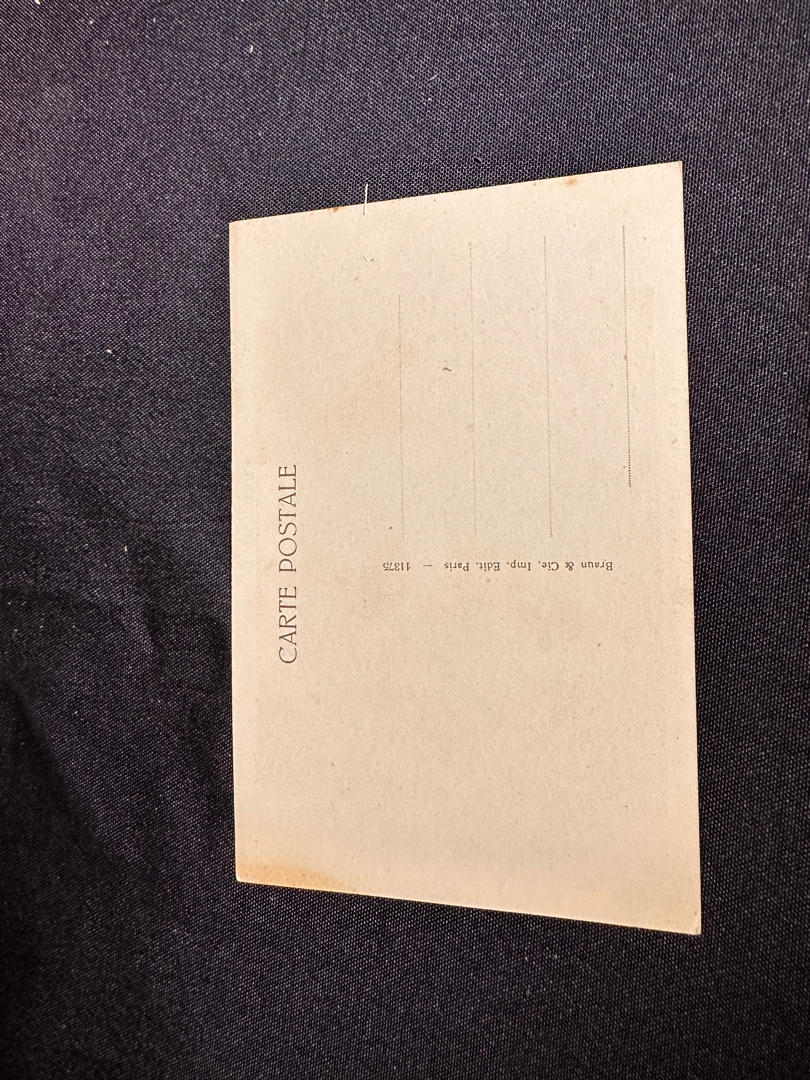 CARTE POSTALE
Braun & Cie, Imp. Edit. Paris — 11375